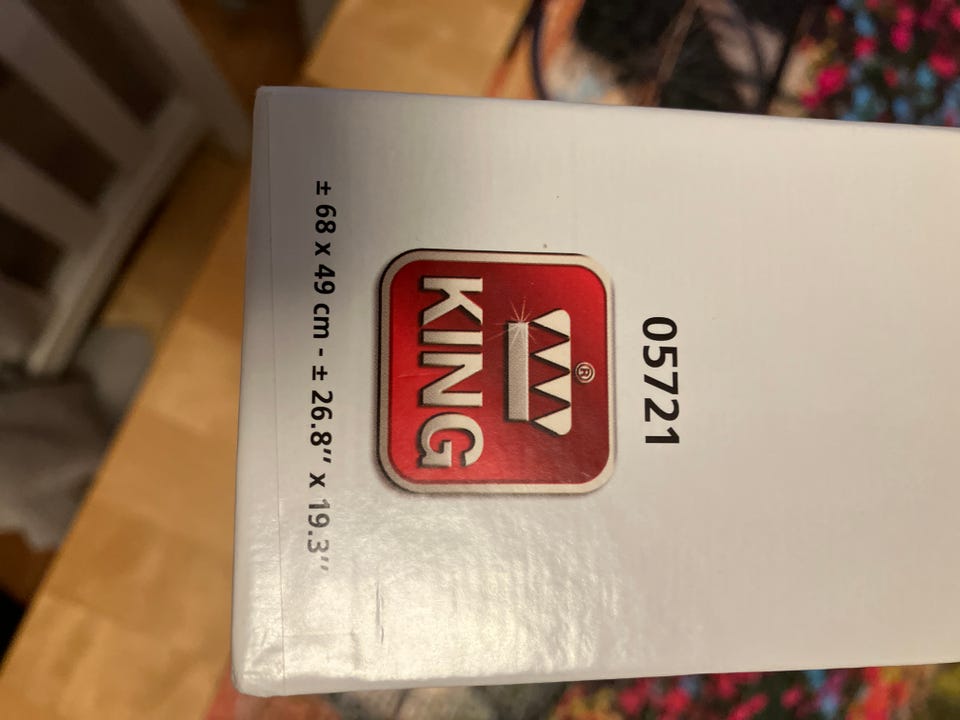 05721
®
KING
± 68 x 49 cm - ± 26.8″ x 19.3″